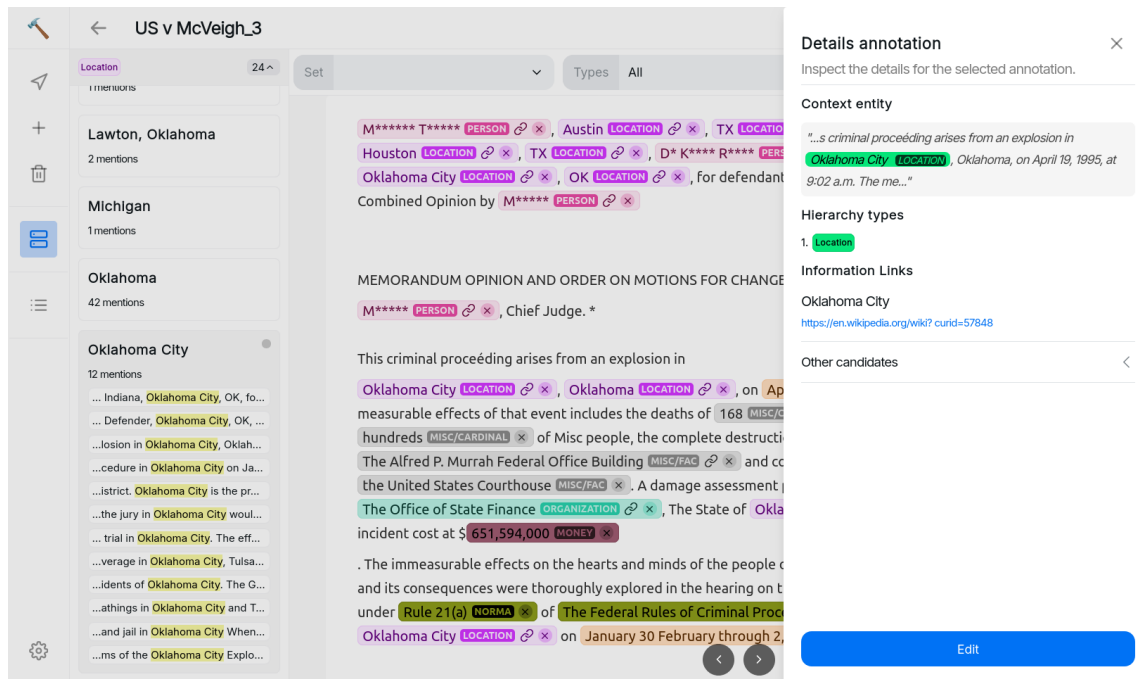 US v McVeigh_3
Location 24
1 mentions
Lawton, Oklahoma
2 mentions
Michigan
1 mentions
Oklahoma
42 mentions
Oklahoma City
12 mentions
... Indiana, Oklahoma City, OK, fo...
... Defender, Oklahoma City, OK, ...
...losion in Oklahoma City, Oklah...
...cedure in Oklahoma City on Ja...
...istrict. Oklahoma City is the pr...
...the jury in Oklahoma City woul...
... trial in Oklahoma City. The eff...
...verage in Oklahoma City, Tulsa...
...idents of Oklahoma City. The G...
...athings in Oklahoma City and T...
...and jail in Oklahoma City When...
...ms of the Oklahoma City Explo...
Set Types All
M****** T***** PERSON × , Austin LOCATION × , TX LOCATIO
Houston LOCATION × , TX LOCATION × , D* K**** R**** PERS
Oklahoma City LOCATION × , OK LOCATION × , for defendant
Combined Opinion by M***** PERSON ×
MEMORANDUM OPINION AND ORDER ON MOTIONS FOR CHANGE
M***** PERSON × , Chief Judge. *
This criminal proceéding arises from an explosion in
Oklahoma City LOCATION × , Oklahoma LOCATION × , on Ap
measurable effects of that event includes the deaths of 168 MISC/C
hundreds MISC/CARDINAL × of Misc people, the complete destructi
The Alfred P. Murrah Federal Office Building MISC/FAC × and co
the United States Courthouse MISC/FAC × . A damage assessment
The Office of State Finance ORGANIZATION × , The State of Okla
incident cost at $ 651,594,000 MONEY ×
. The immeasurable effects on the hearts and minds of the people
and its consequences were thoroughly explored in the hearing on t
under Rule 21(a) NORMA × of The Federal Rules of Criminal Proc
Oklahoma City LOCATION × on January 30 February through 2,
Details annotation
Inspect the details for the selected annotation.
Context entity
"...s criminal proceéding arises from an explosion in
Oklahoma City LOCATION , Oklahoma, on April 19, 1995, at
9:02 a.m. The me..."
Hierarchy types
1. Location
Information Links
Oklahoma City
https://en.wikipedia.org/wiki? curid=57848
Other candidates
Edit